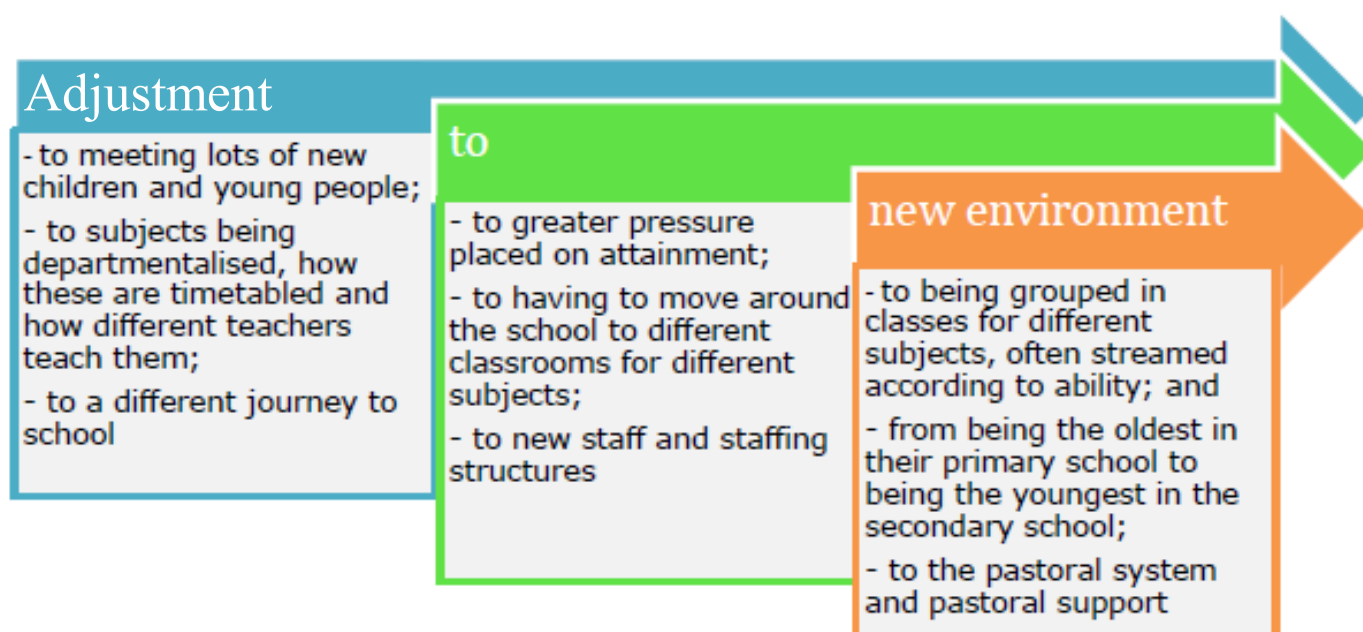 Adjustment
- to meeting lots of new
children and young people;
- to subjects being
departmentalised, how
these are timetabled and
how different teachers
teach them;
- to a different journey to
school
to
- to greater pressure
placed on attainment;
- to having to move around
the school to different
classrooms for different
subjects;
- to new staff and staffing
structures
new environment
- to being grouped in
classes for different
subjects, often streamed
according to ability; and
- from being the oldest in
their primary school to
being the youngest in the
secondary school;
- to the pastoral system
and pastoral support